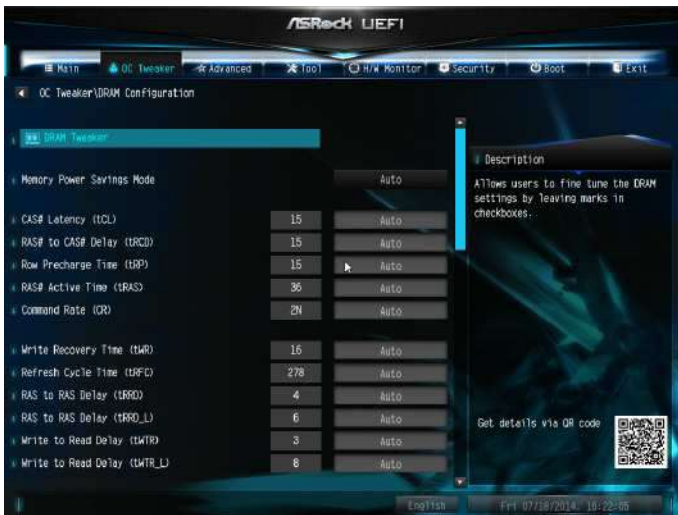 ASRock UEFI
Main OC Tweaker Advanced Tool H/W Monitor Security Boot Exit
OC Tweaker\DRAM Configuration
DRAM Tweaker
Memory Power Savings Mode Auto
CAS# Latency (tCL) 15 Auto
RAS# to CAS# Delay (tRCD) 15 Auto
Row Precharge Time (tRP) 15 Auto
RAS# Active Time (tRAS) 36 Auto
Command Rate (CR) 2N Auto
Write Recovery Time (tWR) 16 Auto
Refresh Cycle Time (tRFC) 278 Auto
RAS to RAS Delay (tRRD) 4 Auto
RAS to RAS Delay (tRRD_L) 6 Auto
Write to Read Delay (tWTR) 3 Auto
Write to Read Delay (tWTR_L) 8 Auto
Description
Allows users to fine tune the DRAM
settings by leaving marks in
checkboxes.
Get details via QR code
English Fri 07/18/2014, 16:22:05